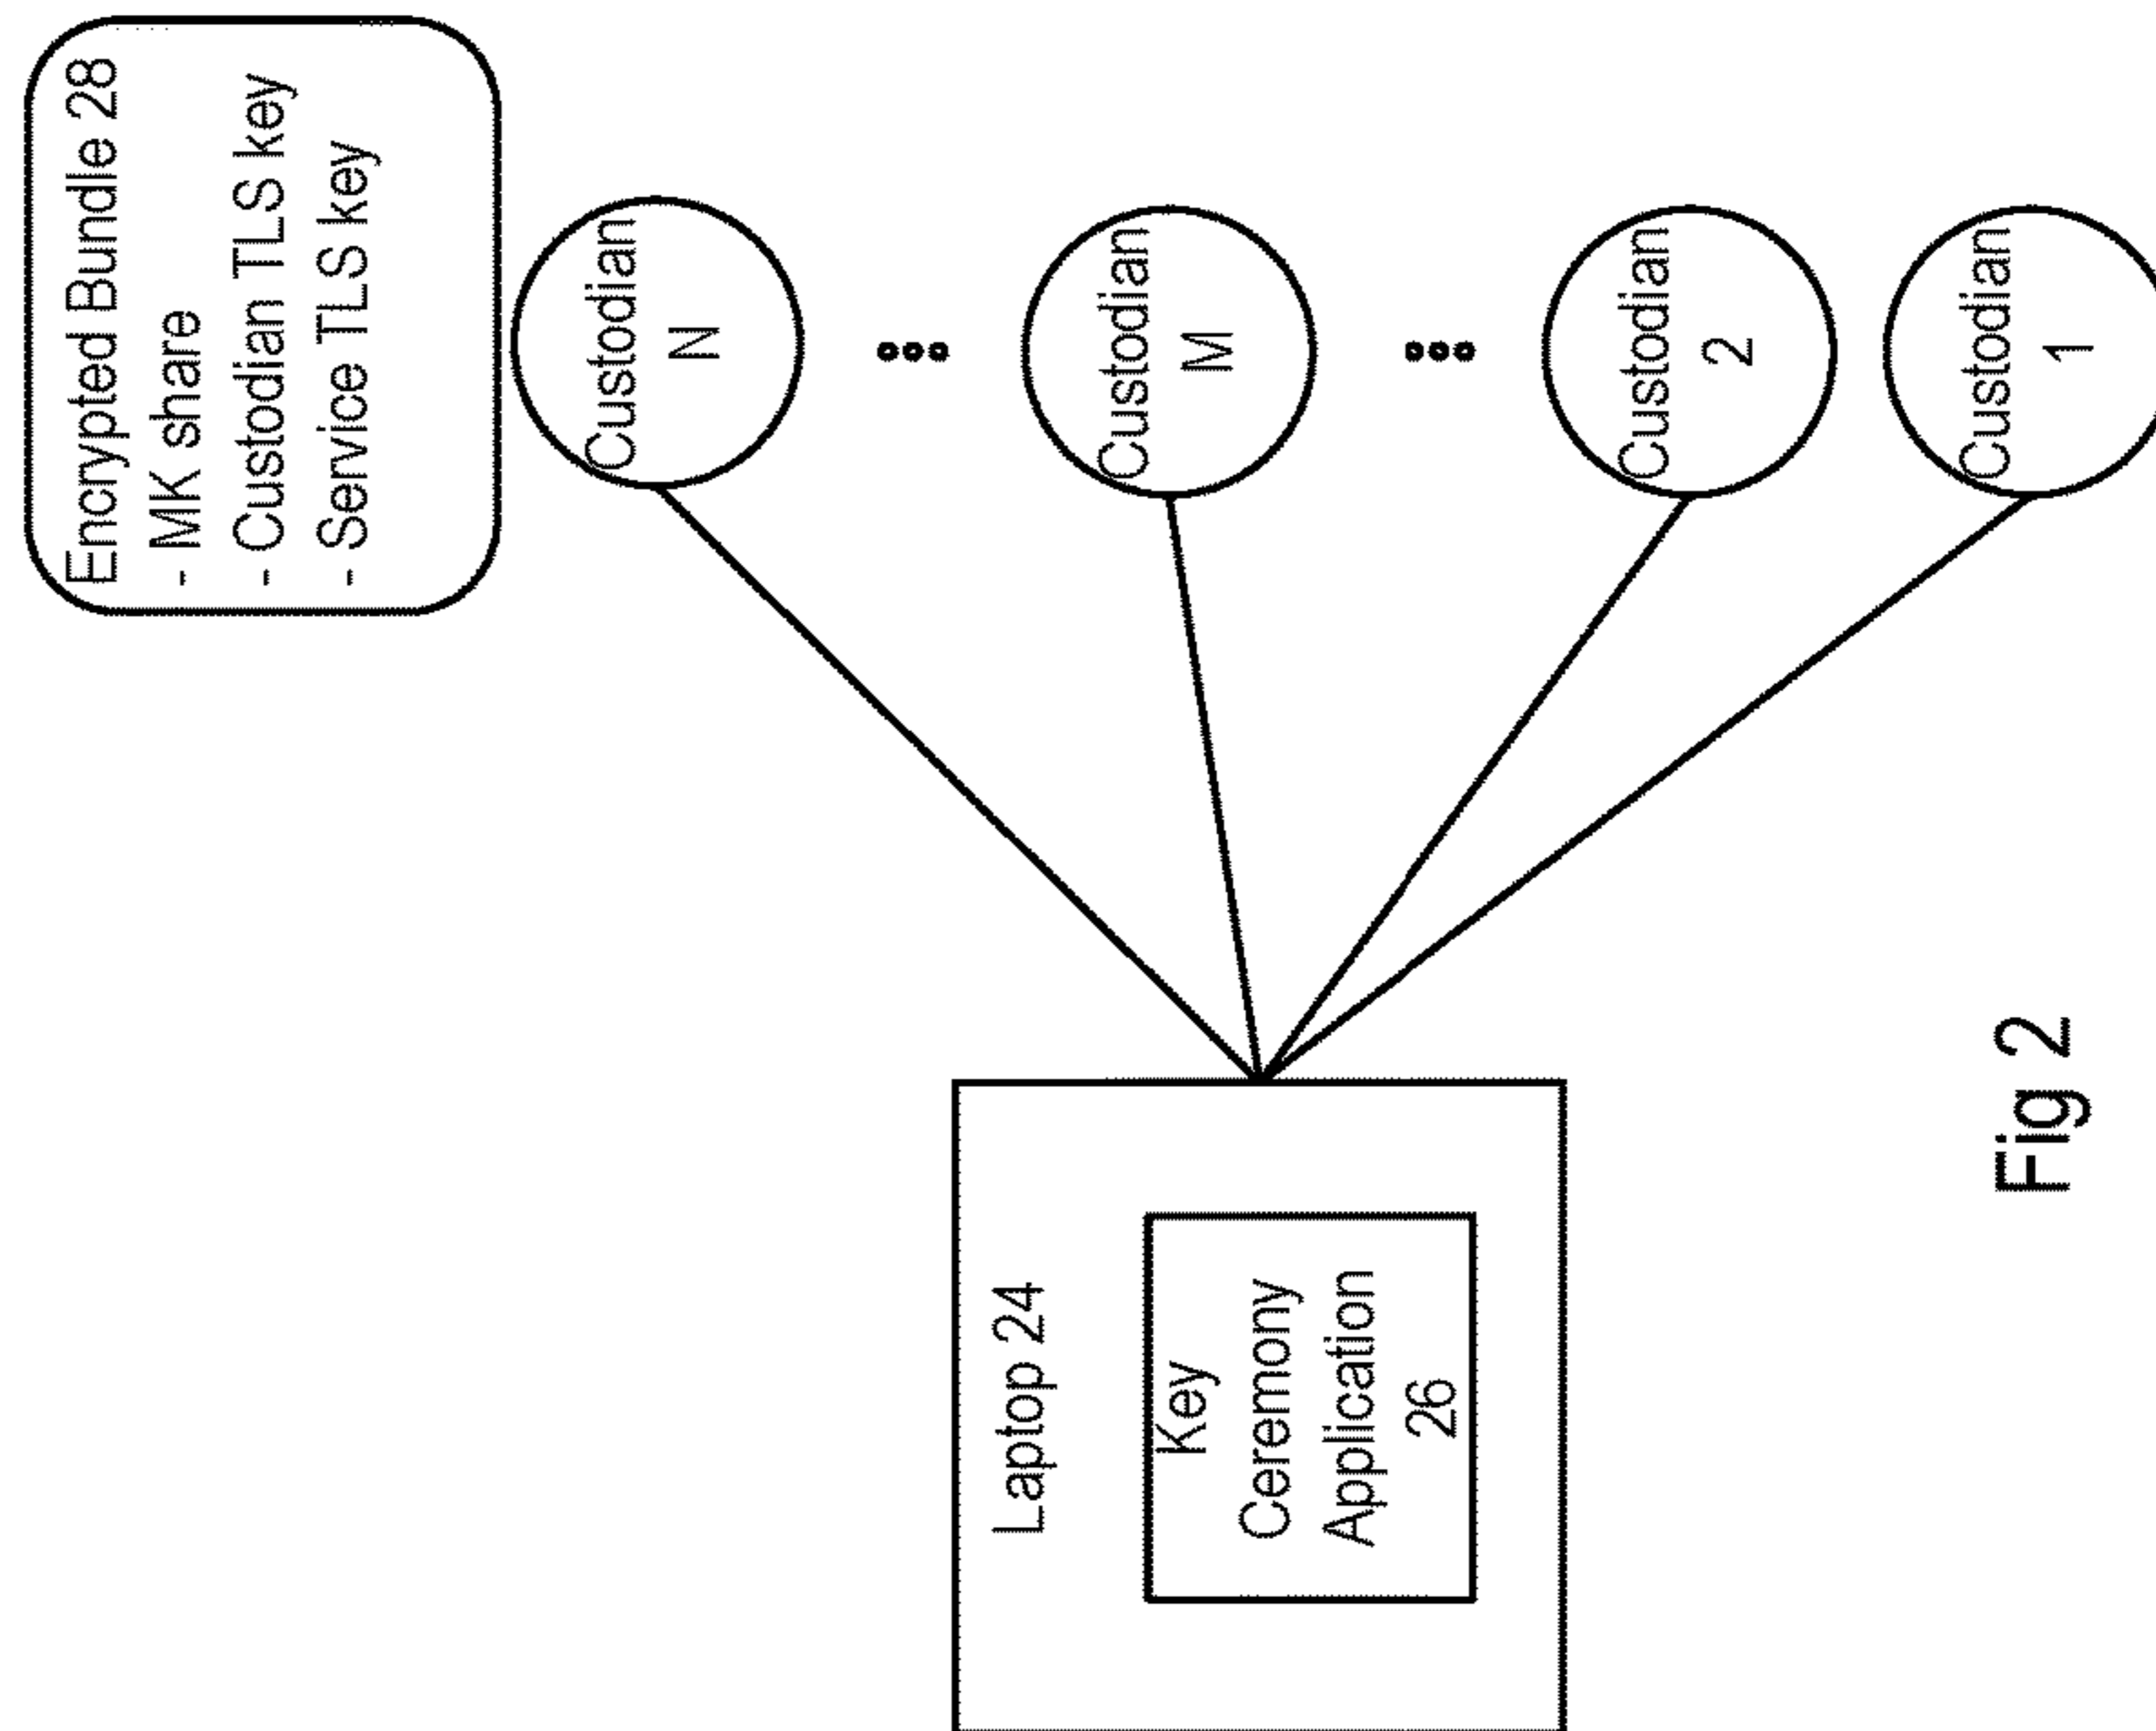 Encrypted Bundle 28
- MK share
- Custodian TLS key
- Service TLS key
Custodian
N
Custodian
M
Custodian
2
Custodian
1
Laptop 24
Key
Ceremony
Application
26
Fig 2